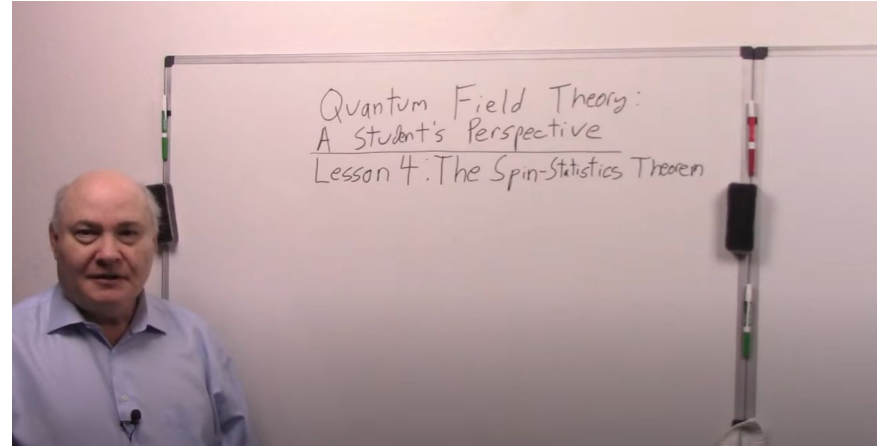 Quantum Field Theory:
A Student's Perspective
Lesson 4: The Spin-Statistics Theorem